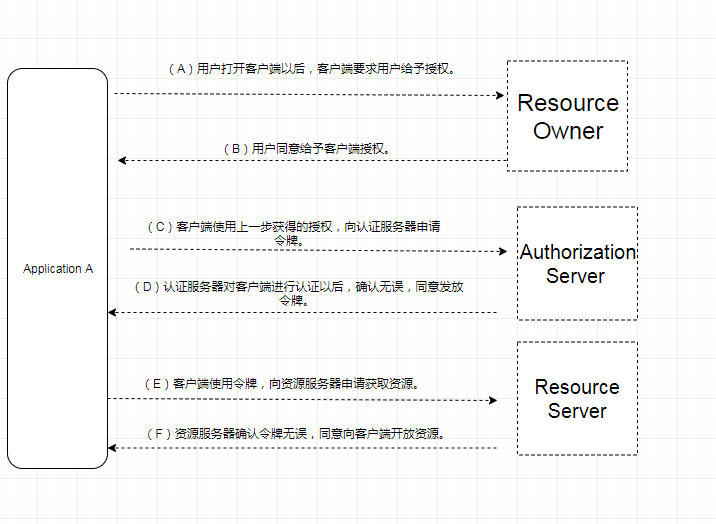 （A）用户打开客户端以后，客户端要求用户给予授权。
Resource
Owner
（B）用户同意给予客户端授权。
（C）客户端使用上一步获得的授权，向认证服务器申请
令牌。
Authorization
Server
Application A
（D）认证服务器对客户端进行认证以后，确认无误，同意发放
令牌。
（E）客户端使用令牌，向资源服务器申请获取资源。
Resource
Server
（F）资源服务器确认令牌无误，同意向客户端开放资源。